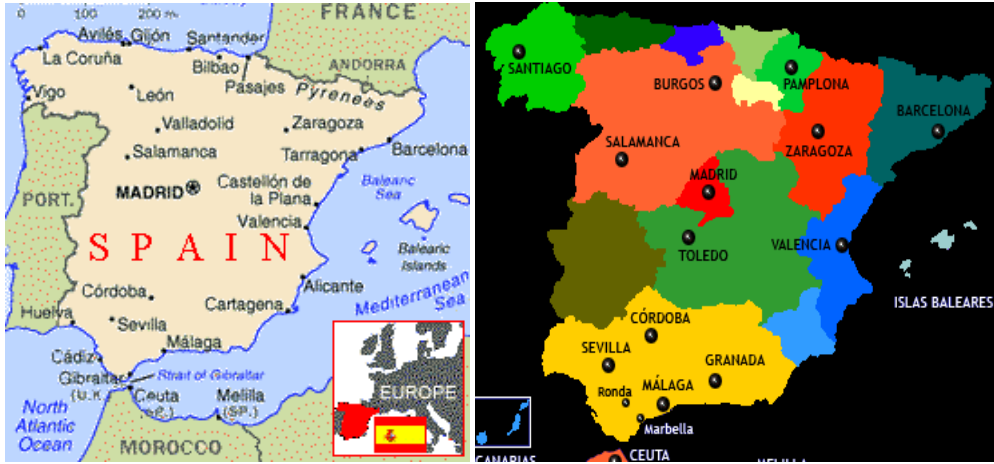 0
100
200 mi
FRANCE
Avilés
Gijón
Santander
La Coruña
Bilbao
ANDORRA
Pasajes
Pyrenees
Vigo
León
Valladolid
Zaragoza
Salamanca
Tarragona
Barcelona
PORT.
MADRID
Castellón de
la Plana
Balearic
Sea
Valencia
SPAIN
Balearic
Islands
Alicante
Córdoba
Cartagena
Mediterranean
Sea
Huelva
Sevilla
Málaga
Cádiz
Gibraltar
(U.K.)
Strait of Gibraltar
EUROPE
Ceuta
(SP.)
Melilla
(SP.)
North
Atlantic
Ocean
MOROCCO
SANTIAGO
BURGOS
PAMPLONA
BARCELONA
SALAMANCA
ZARAGOZA
MADRID
VALENCIA
TOLEDO
ISLAS BALEARES
CÓRDOBA
SEVILLA
GRANADA
Ronda
MÁLAGA
Marbella
CANARIAS
CEUTA
MELILLA